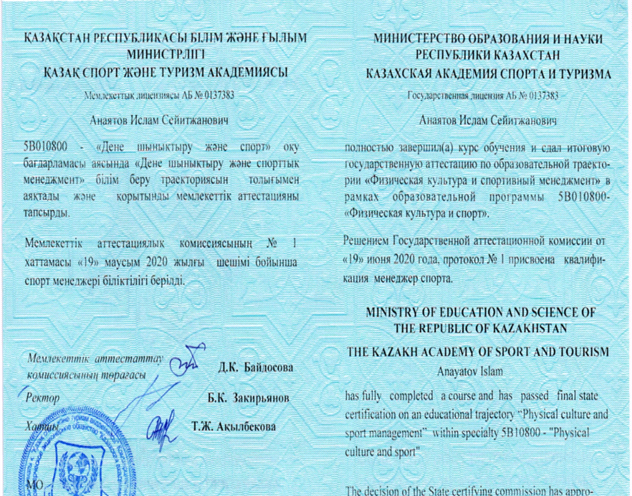 ҚАЗАҚСТАН РЕСПУБЛИКАСЫ БІЛІМ ЖӘНЕ ҒЫЛЫМ
МИНИСТРЛІГІ
ҚАЗАҚ СПОРТ ЖӘНЕ ТУРИЗМ АКАДЕМИЯСЫ
Мемлекеттік лицензиясы АБ № 0137383
Анаятов Ислам Сейитжанович
5В010800 - «Дене шынықтыру және спорт» оқу
бағдарламасы аясында «Дене шынықтыру және спорттық
менеджмент» білім беру траекториясын толығымен
аяқтады және қорытынды мемлекеттік аттестацияны
тапсырды.
Мемлекеттік аттестациялық комиссиясының № 1
хаттамасы «19» маусым 2020 жылғы шешімі бойынша
спорт менеджері біліктілігі берілді.
Мемлекеттік аттестаттау
комиссиясының төрағасы Д.К. Байдосова
Ректор Б.К. Закирьянов
Хатшы Т.Ж. Акылбекова
МО
МИНИСТЕРСТВО ОБРАЗОВАНИЯ И НАУКИ
РЕСПУБЛИКИ КАЗАХСТАН
КАЗАХСКАЯ АКАДЕМИЯ СПОРТА И ТУРИЗМА
Государственная лицензия АБ № 0137383
Анаятов Ислам Сейитжанович
полностью завершил(а) курс обучения и сдал итоговую
государственную аттестацию по образовательной траекто-
рии «Физическая культура и спортивный менеджмент» в
рамках образовательной программы 5В010800-
«Физическая культура и спорт».
Решением Государственной аттестационной комиссии от
«19» июня 2020 года, протокол № 1 присвоена квалифи-
кация менеджер спорта.
MINISTRY OF EDUCATION AND SCIENCE OF
THE REPUBLIC OF KAZAKHSTAN
THE KAZAKH ACADEMY OF SPORT AND TOURISM
Anayatov Islam
has fully completed a course and has passed final state
certification on an educational trajectory "Physical culture and
sport management" within specialty 5B10800 - "Physical
culture and sport"
The decision of the State certifying commission has appro-